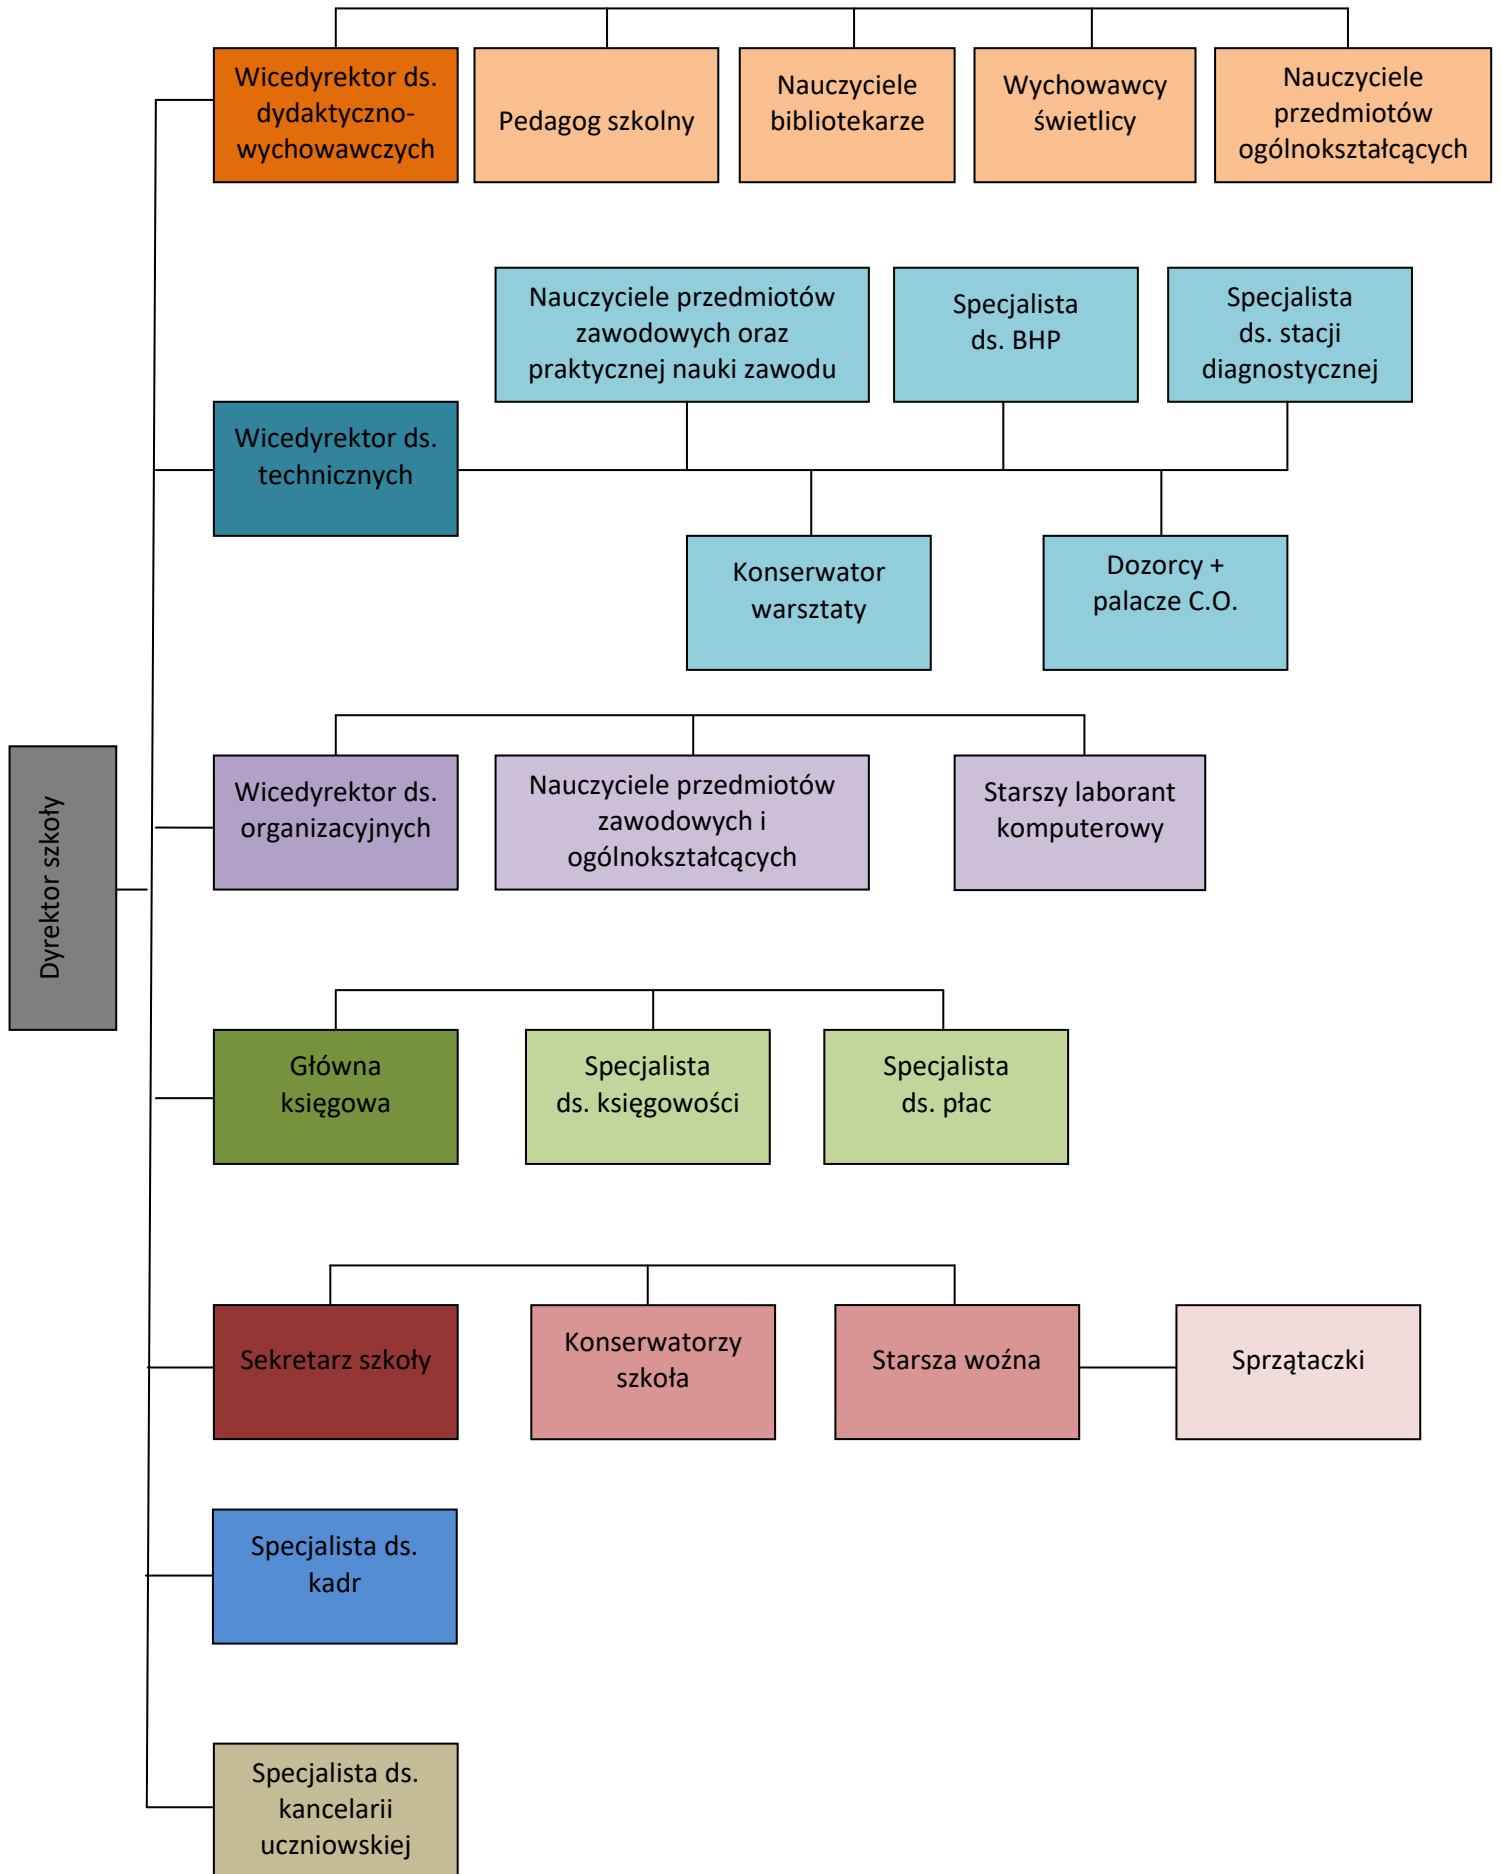 Wicedyrektor ds.
dydaktyczno-
wychowawczych
Pedagog szkolny
Nauczyciele
bibliotekarze
Wychowawcy
świetlicy
Nauczyciele
przedmiotów
ogólnokształcących
Nauczyciele przedmiotów
zawodowych oraz
praktycznej nauki zawodu
Specjalista
ds. BHP
Specjalista
ds. stacji
diagnostycznej
Wicedyrektor ds.
technicznych
Konserwator
warsztaty
Dozorcy +
palacze C.O.
Dyrektor szkoły
Wicedyrektor ds.
organizacyjnych
Nauczyciele przedmiotów
zawodowych i
ogólnokształcących
Starszy laborant
komputerowy
Główna
księgowa
Specjalista
ds. księgowości
Specjalista
ds. płac
Sekretarz szkoły
Konserwatorzy
szkoła
Starsza woźna
Sprzątaczki
Specjalista ds.
kadr
Specjalista ds.
kancelarii
uczniowskiej